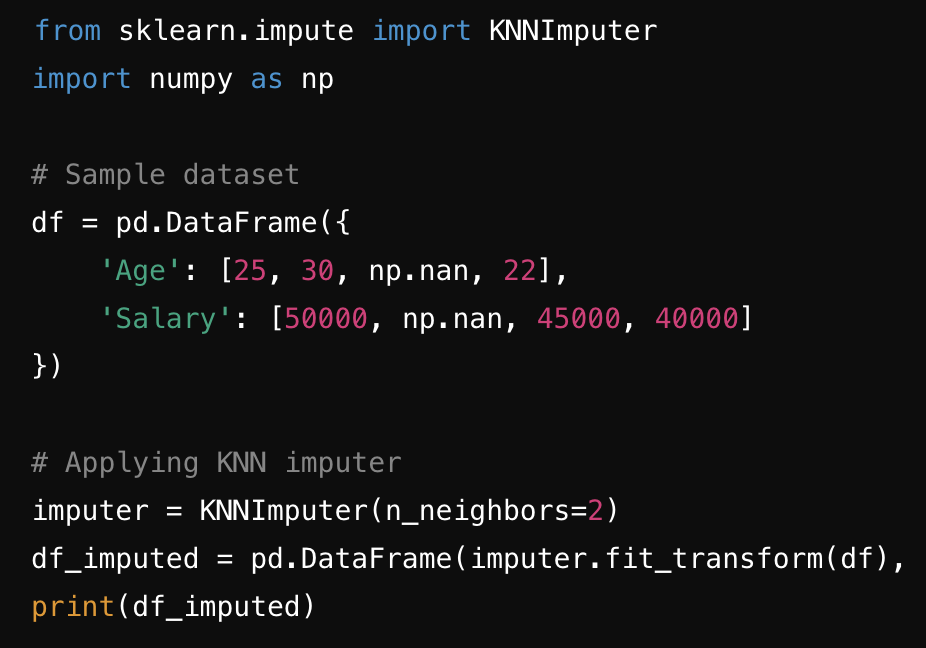 from sklearn.impute import KNNImputer
import numpy as np
# Sample dataset
df = pd.DataFrame({
    'Age': [25, 30, np.nan, 22],
    'Salary': [50000, np.nan, 45000, 40000]
})
# Applying KNN imputer
imputer = KNNImputer(n_neighbors=2)
df_imputed = pd.DataFrame(imputer.fit_transform(df),
print(df_imputed)